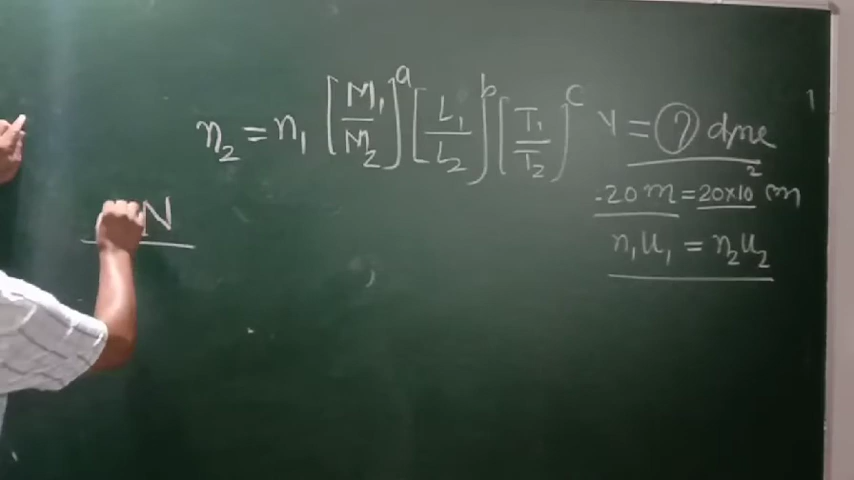 n₂ = n₁ [M₁/M₂]ᵃ [L₁/L₂]ᵇ [T₁/T₂]ᶜ
Y = ? dyne
20 m = 20×10² cm
N
n₁u₁ = n₂u₂